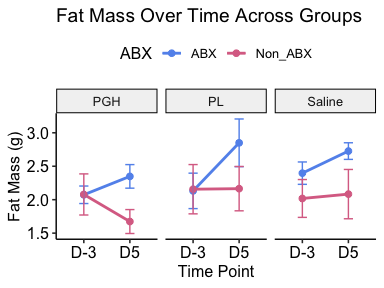 Fat Mass Over Time Across Groups
ABX ABX Non_ABX
PGH PL Saline
Fat Mass (g)
3.0
2.5
2.0
1.5
D-3 D5 D-3 D5 D-3 D5
Time Point